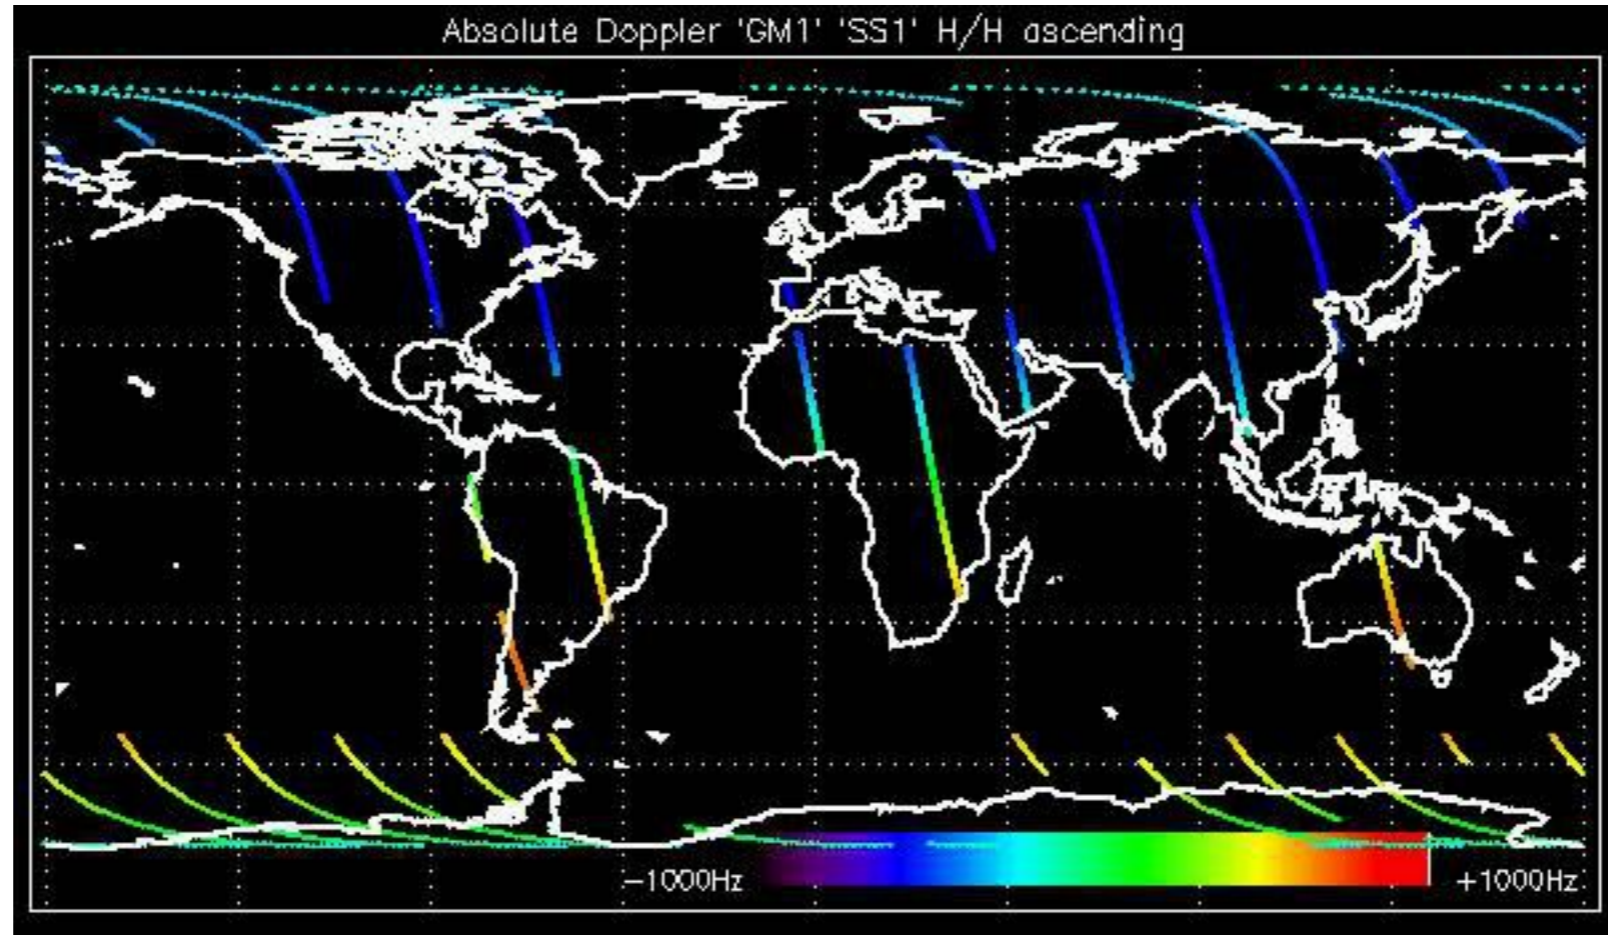 Absolute Doppler 'GM1' 'SS1' H/H ascending
−1000Hz +1000Hz